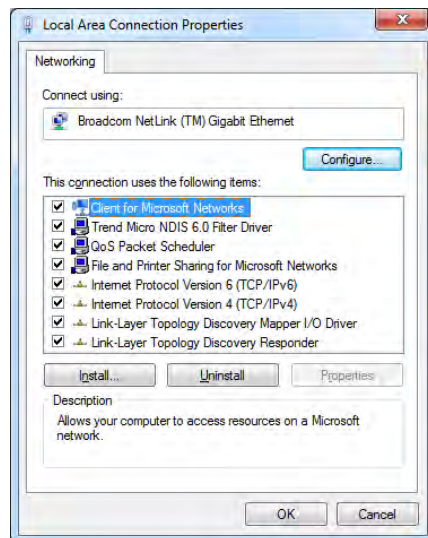 Local Area Connection Properties
Networking
Connect using:
Broadcom NetLink (TM) Gigabit Ethernet
Configure...
This connection uses the following items:
Client for Microsoft Networks
Trend Micro NDIS 6.0 Filter Driver
QoS Packet Scheduler
File and Printer Sharing for Microsoft Networks
Internet Protocol Version 6 (TCP/IPv6)
Internet Protocol Version 4 (TCP/IPv4)
Link-Layer Topology Discovery Mapper I/O Driver
Link-Layer Topology Discovery Responder
Install...
Uninstall
Properties
Description
Allows your computer to access resources on a Microsoft
network.
OK
Cancel